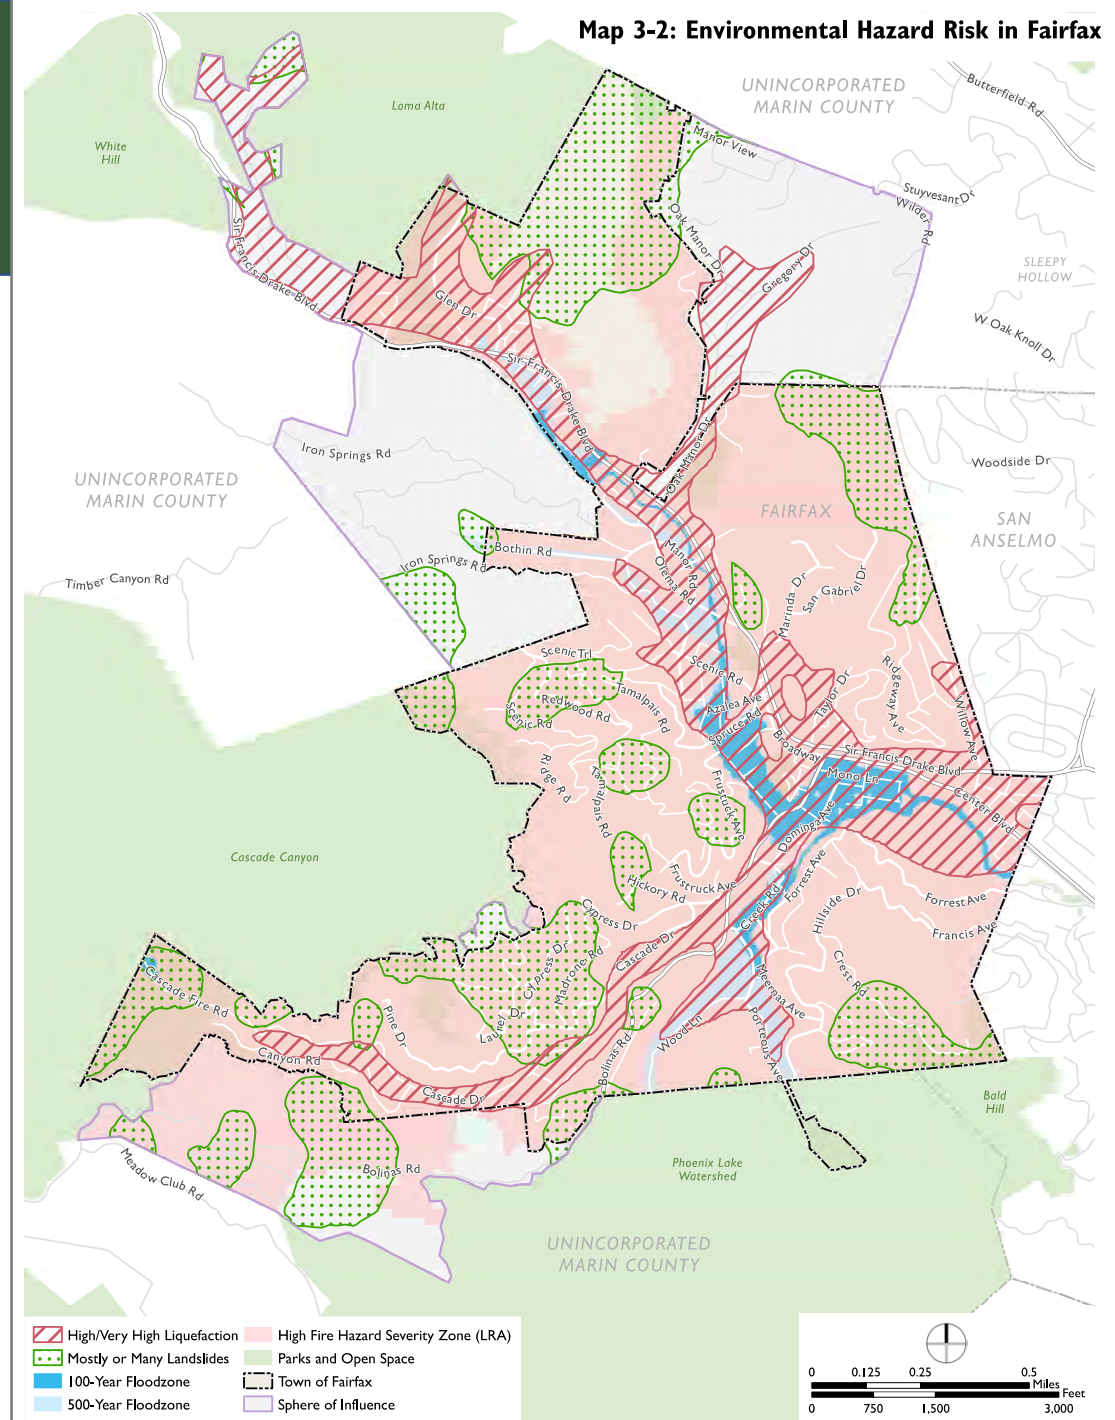 Map 3-2: Environmental Hazard Risk in Fairfax
UNINCORPORATED
MARIN COUNTY
Butterfield Rd
Loma Alta
White
Hill
Manor View
Stuyvesant Dr
Wilder Rd
Oak Manor Dr
Gregory Dr
SLEEPY
HOLLOW
Sir Francis Drake Blvd
Glen Dr
W Oak Knoll Dr
Sir Francis Drake Blvd
Iron Springs Rd
Oak Manor Dr
Woodside Dr
UNINCORPORATED
MARIN COUNTY
FAIRFAX
SAN
ANSELMO
Bothin Rd
Iron Springs Rd
Manor Rd
Olema Rd
Timber Canyon Rd
Marinda Dr
San Gabriel Dr
Scenic Trl
Scenic Rd
Ridgeway Ave
Taylor Dr
Tamalpais Rd
Redwood Rd
Scenic Rd
Azalea Ave
Spruce Rd
Willow Ave
Broadway
Sir Francis Drake Blvd
Ridge Rd
Tamalpais Rd
Frustuck Ave
Mono Ln
Center Blvd
Dominga Ave
Cascade Canyon
Frustruck Ave
Hickory Rd
Forrest Ave
Creek Rd
Hillside Dr
Forrest Ave
Cypress Dr
Francis Ave
Cascade Dr
Cypress Dr
Madrone Rd
Crest Rd
Cascade Fire Rd
Meernaa Ave
Pine Dr
Laurel Dr
Wood Ln
Porteous Ave
Canyon Rd
Bolinas Rd
Cascade Dr
Bald
Hill
Meadow Club Rd
Bolinas Rd
Phoenix Lake
Watershed
UNINCORPORATED
MARIN COUNTY
High/Very High Liquefaction
Mostly or Many Landslides
100-Year Floodzone
500-Year Floodzone
High Fire Hazard Severity Zone (LRA)
Parks and Open Space
Town of Fairfax
Sphere of Influence
0 0.125 0.25 0.5
Miles
Feet
0 750 1,500 3,000